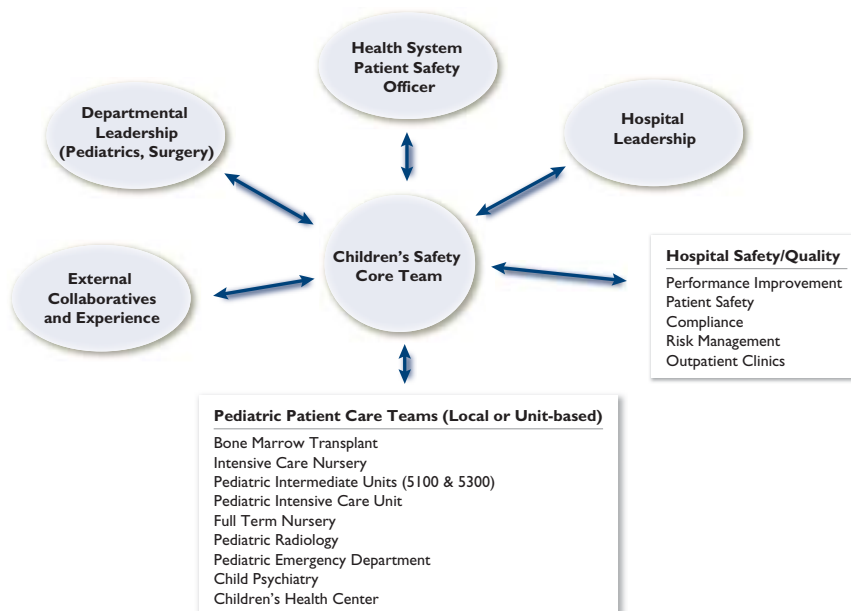 Health System
Patient Safety
Officer
Departmental
Leadership
(Pediatrics, Surgery)
Hospital
Leadership
Children’s Safety
Core Team
External
Collaboratives
and Experience
Hospital Safety/Quality
Performance Improvement
Patient Safety
Compliance
Risk Management
Outpatient Clinics
Pediatric Patient Care Teams (Local or Unit-based)
Bone Marrow Transplant
Intensive Care Nursery
Pediatric Intermediate Units (5100 & 5300)
Pediatric Intensive Care Unit
Full Term Nursery
Pediatric Radiology
Pediatric Emergency Department
Child Psychiatry
Children’s Health Center